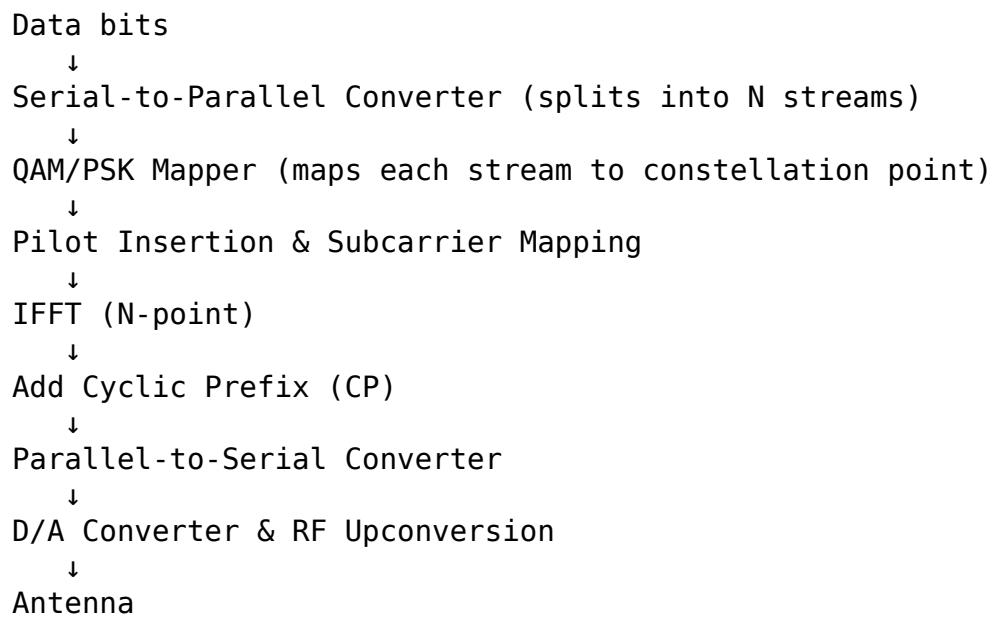 Data bits
↓
Serial-to-Parallel Converter (splits into N streams)
↓
QAM/PSK Mapper (maps each stream to constellation point)
↓
Pilot Insertion & Subcarrier Mapping
↓
IFFT (N-point)
↓
Add Cyclic Prefix (CP)
↓
Parallel-to-Serial Converter
↓
D/A Converter & RF Upconversion
↓
Antenna